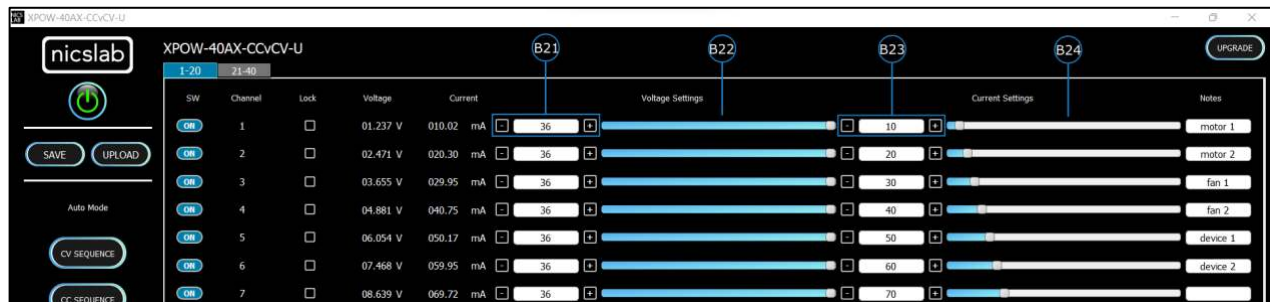 NICS LAB XPOW-40AX-CCvCV-U
nicslab
XPOW-40AX-CCvCV-U
B21 B22 B23 B24
UPGRADE
1-20 21-40
SW Channel Lock Voltage Current Voltage Settings Current Settings Notes
ON 1 01.237 V 010.02 mA - 36 + - 10 + motor 1
SAVE UPLOAD
ON 2 02.471 V 020.30 mA - 36 + - 20 + motor 2
ON 3 03.655 V 029.95 mA - 36 + - 30 + fan 1
Auto Mode
ON 4 04.881 V 040.75 mA - 36 + - 40 + fan 2
ON 5 06.054 V 050.17 mA - 36 + - 50 + device 1
CV SEQUENCE
ON 6 07.468 V 059.95 mA - 36 + - 60 + device 2
ON 7 08.639 V 069.72 mA - 36 + - 70 +
CC SEQUENCE